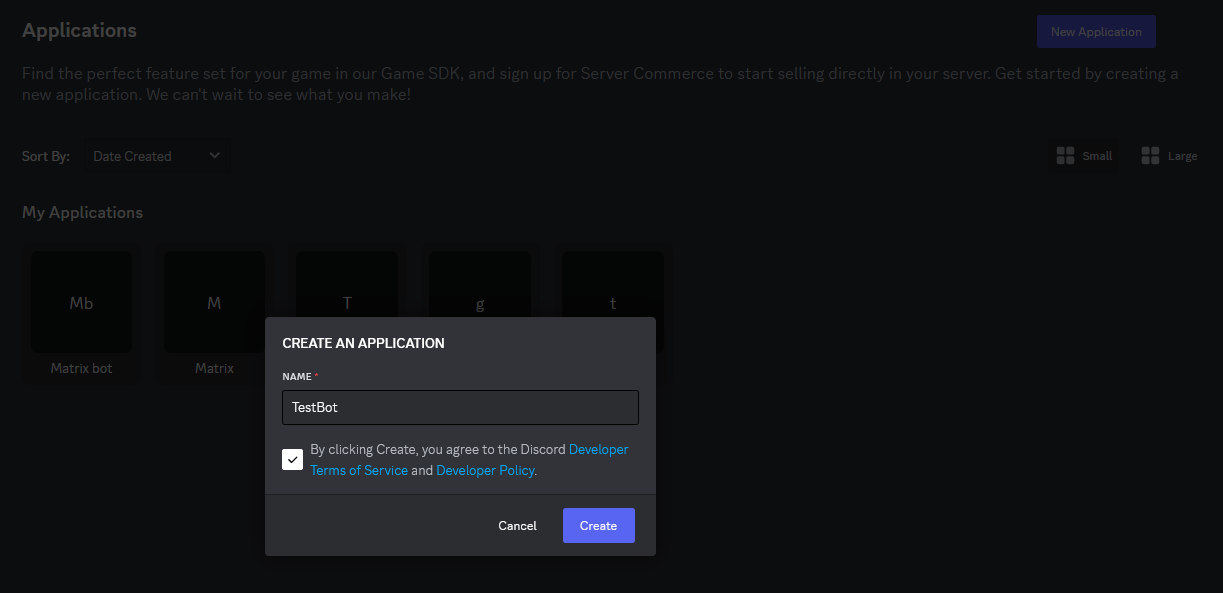 Applications
New Application
Find the perfect feature set for your game in our Game SDK, and sign up for Server Commerce to start selling directly in your server. Get started by creating a
new application. We can't wait to see what you make!
Sort By:
Date Created
Small
Large
My Applications
Mb
M
T
g
t
Matrix bot
Matrix
CREATE AN APPLICATION
NAME *
TestBot
By clicking Create, you agree to the Discord Developer
Terms of Service and Developer Policy.
Cancel
Create